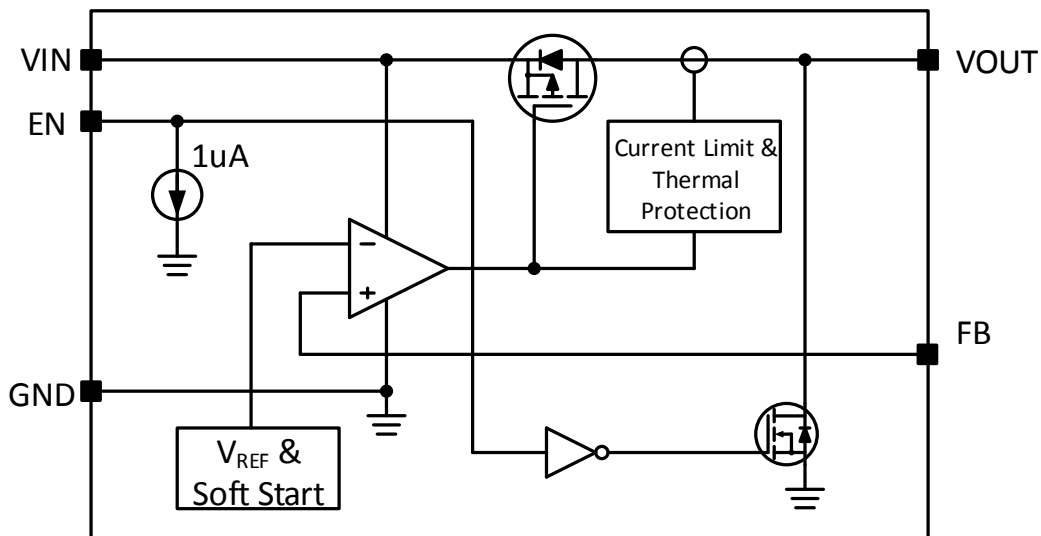 VIN
VOUT
EN
1uA
Current Limit &
Thermal
Protection
−
+
FB
GND
VREF &
Soft Start